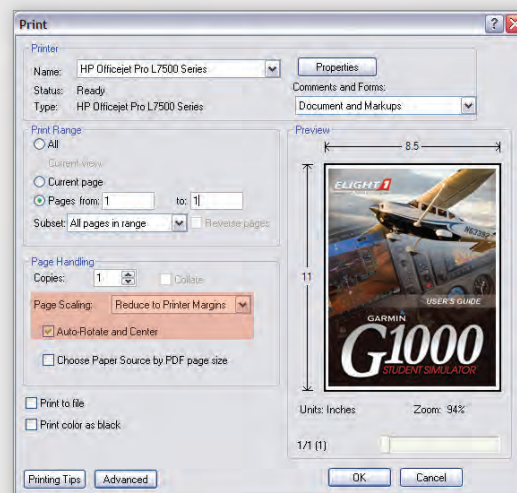 Print
Printer
Name: HP Officejet Pro L7500 Series
Properties
Status: Ready
Type: HP Officejet Pro L7500 Series
Comments and Forms:
Document and Markups
Print Range
All
Current view
Current page
Pages from: 1 to: 1
Subset: All pages in range
Reverse pages
Page Handling
Copies: 1
Collate
Page Scaling: Reduce to Printer Margins
Auto-Rotate and Center
Choose Paper Source by PDF page size
Print to file
Print color as black
Printing Tips
Advanced
Preview
8.5
11
FLIGHT1
USER'S GUIDE
GARMIN
G1000
STUDENT SIMULATOR
Units: Inches Zoom: 94%
1/1 (1)
OK
Cancel